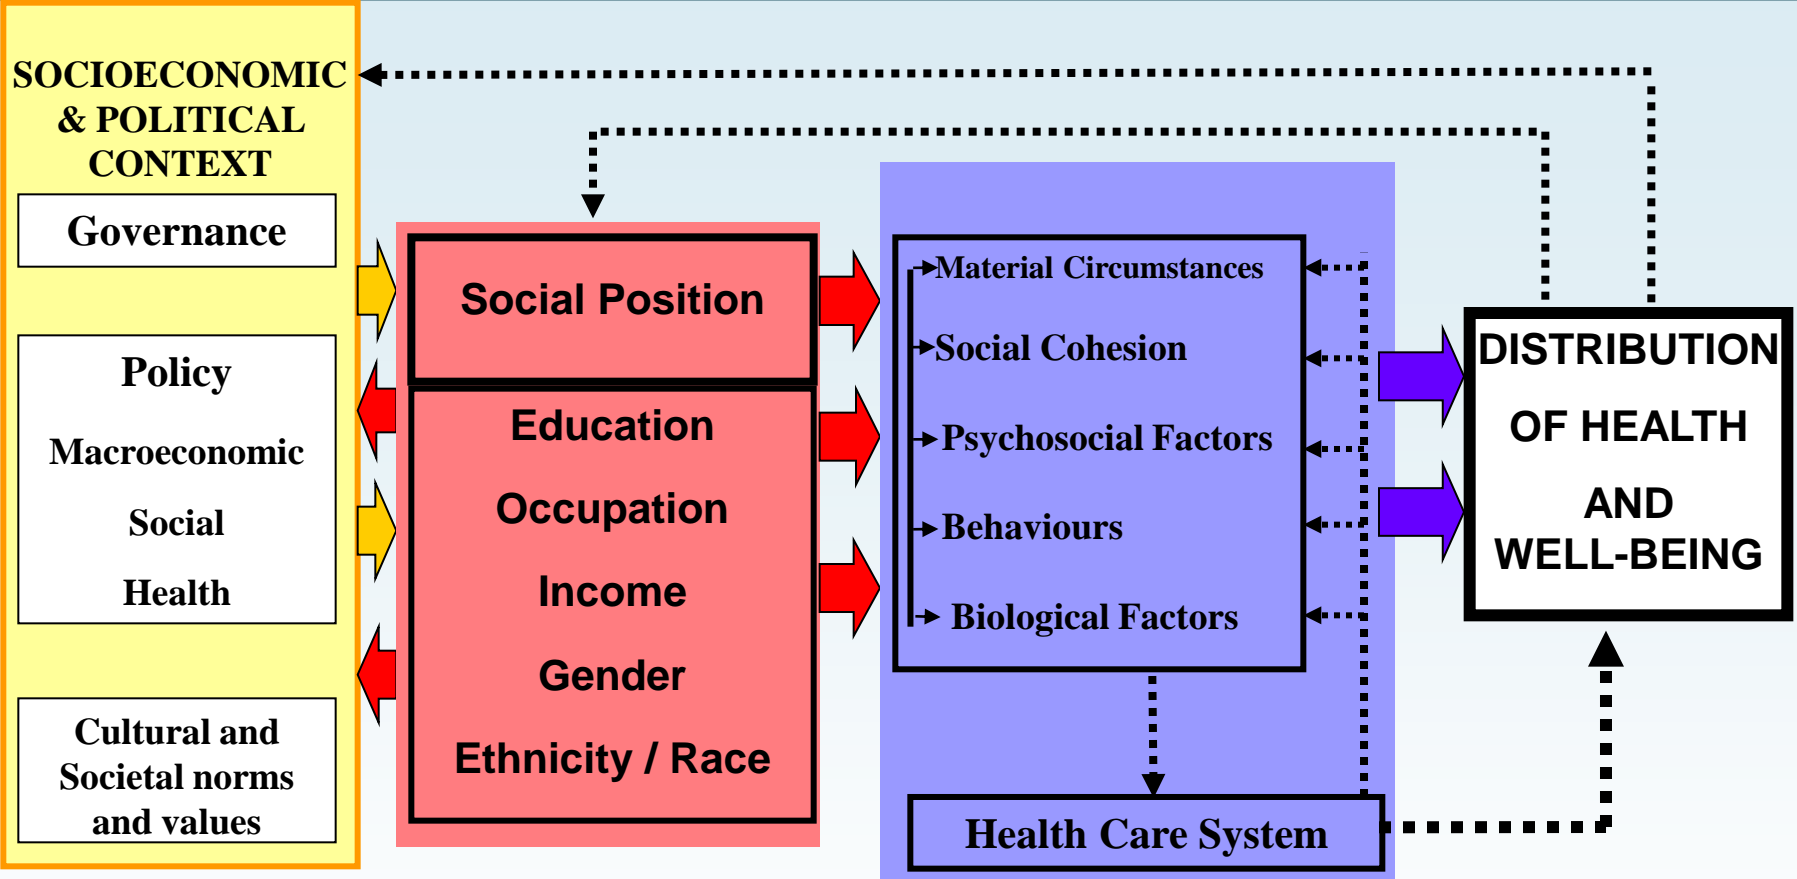 SOCIOECONOMIC
& POLITICAL
CONTEXT
Governance
Policy
Macroeconomic
Social
Health
Cultural and
Societal norms
and values
Social Position
Education
Occupation
Income
Gender
Ethnicity / Race
Material Circumstances
Social Cohesion
Psychosocial Factors
Behaviours
Biological Factors
Health Care System
DISTRIBUTION
OF HEALTH
AND
WELL-BEING